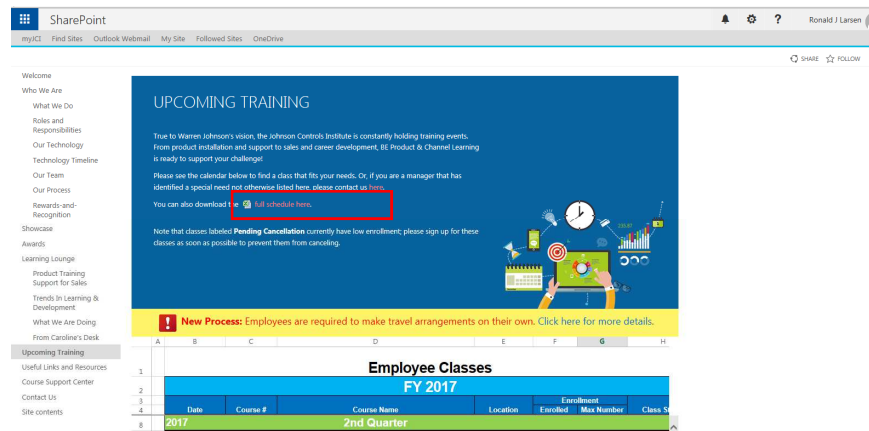 SharePoint
?
Ronald J Larsen
myJCI Find Sites Outlook Webmail My Site Followed Sites OneDrive
SHARE FOLLOW
Welcome
Who We Are
What We Do
Roles and
Responsibilities
Our Technology
Technology Timeline
Our Team
Our Process
Rewards-and-
Recognition
Showcase
Awards
Learning Lounge
Product Training
Support for Sales
Trends In Learning &
Development
What We Are Doing
From Caroline's Desk
Upcoming Training
Useful Links and Resources
Course Support Center
Contact Us
Site contents
UPCOMING TRAINING
True to Warren Johnson's vision, the Johnson Controls Institute is constantly holding training events.
From product installation and support to sales and career development, BE Product & Channel Learning
is ready to support your challenge!
Please see the calendar below to find a class that fits your needs. Or, if you are a manager that has
identified a special need not otherwise listed here, please contact us here.
You can also download the full schedule here.
Note that classes labeled Pending Cancellation currently have low enrollment; please sign up for these
classes as soon as possible to prevent them from canceling.
! New Process: Employees are required to make travel arrangements on their own. Click here for more details.
A B C D E F G H
1 Employee Classes
2 FY 2017
3 Enrollment
4 Date Course # Course Name Location Enrolled Max Number Class St
8 2017 2nd Quarter